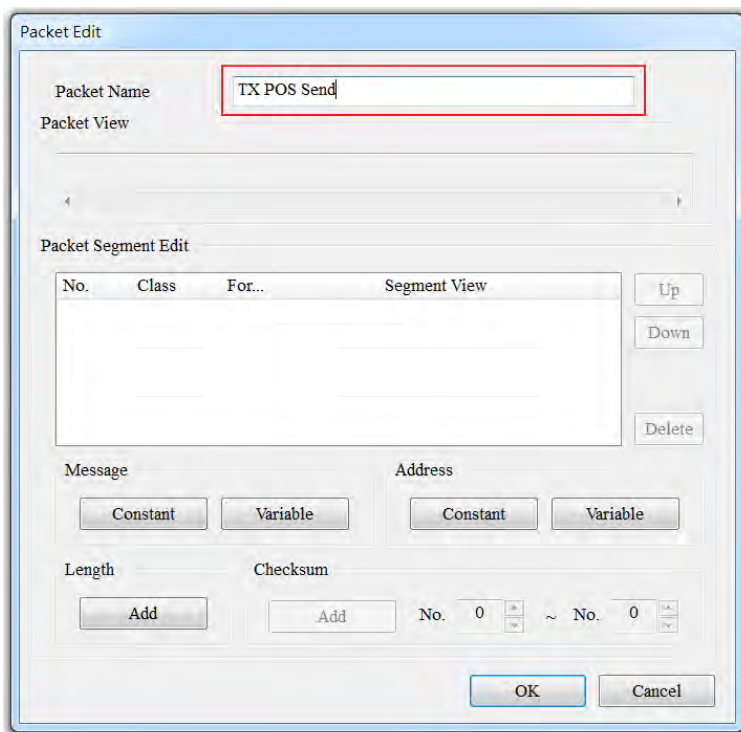 Packet Edit
Packet Name TX POS Send
Packet View
Packet Segment Edit
No. Class For... Segment View
Up
Down
Delete
Message Address
Constant Variable Constant Variable
Length Checksum
Add Add No. 0 ~ No. 0
OK Cancel